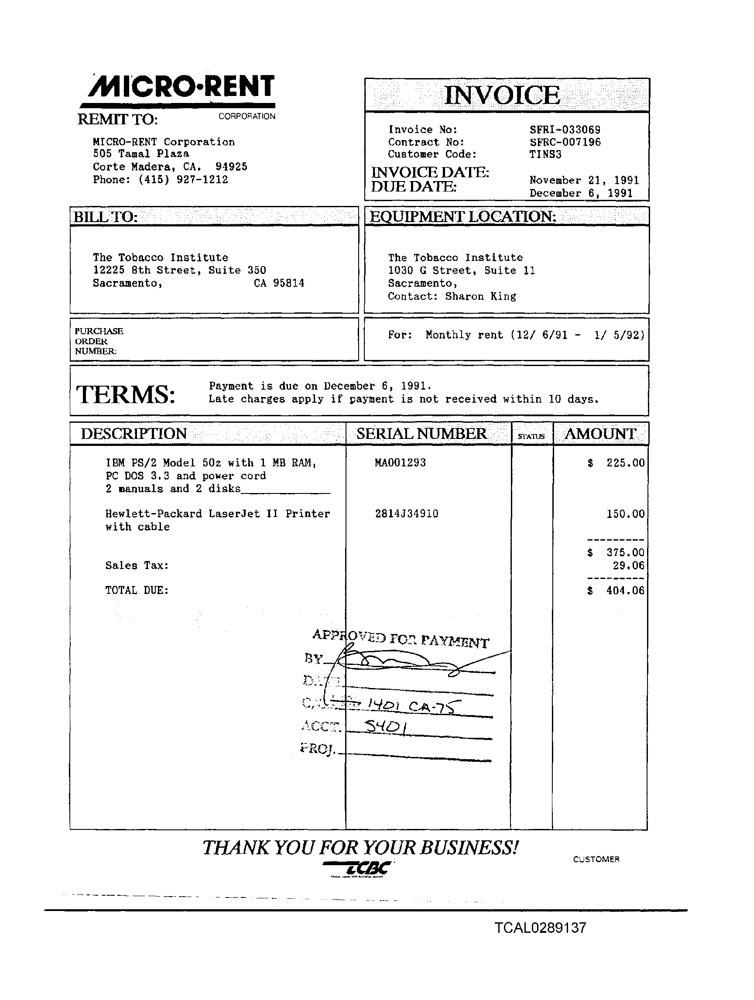 MICRO-RENT
CORPORATION
REMIT TO:
MICRO-RENT Corporation
505 Tamal Plaza
Corte Madera, CA. 94925
Phone: (415) 927-1212
INVOICE
Invoice No: SFRI-033069
Contract No: SFRC-007196
Customer Code: TINS3
INVOICE DATE: November 21, 1991
DUE DATE: December 6, 1991
BILL TO:
The Tobacco Institute
12225 8th Street, Suite 350
Sacramento, CA 95814
EQUIPMENT LOCATION:
The Tobacco Institute
1030 G Street, Suite 11
Sacramento,
Contact: Sharon King
PURCHASE
ORDER
NUMBER:
For: Monthly rent (12/ 6/91 - 1/ 5/92)
TERMS:
Payment is due on December 6, 1991.
Late charges apply if payment is not received within 10 days.
DESCRIPTION SERIAL NUMBER STATUS AMOUNT
IBM PS/2 Model 50z with 1 MB RAM, MA001293 $ 225.00
PC DOS 3.3 and power cord
2 manuals and 2 disks
Hewlett-Packard LaserJet II Printer 2814J34910 150.00
with cable
$ 375.00
Sales Tax: 29.06
TOTAL DUE: $ 404.06
APPROVED FOR PAYMENT
BY
DATE
1401 CA-75
ACCT. 5401
PROJ.
THANK YOU FOR YOUR BUSINESS!
TCBC
CUSTOMER
TCAL0289137